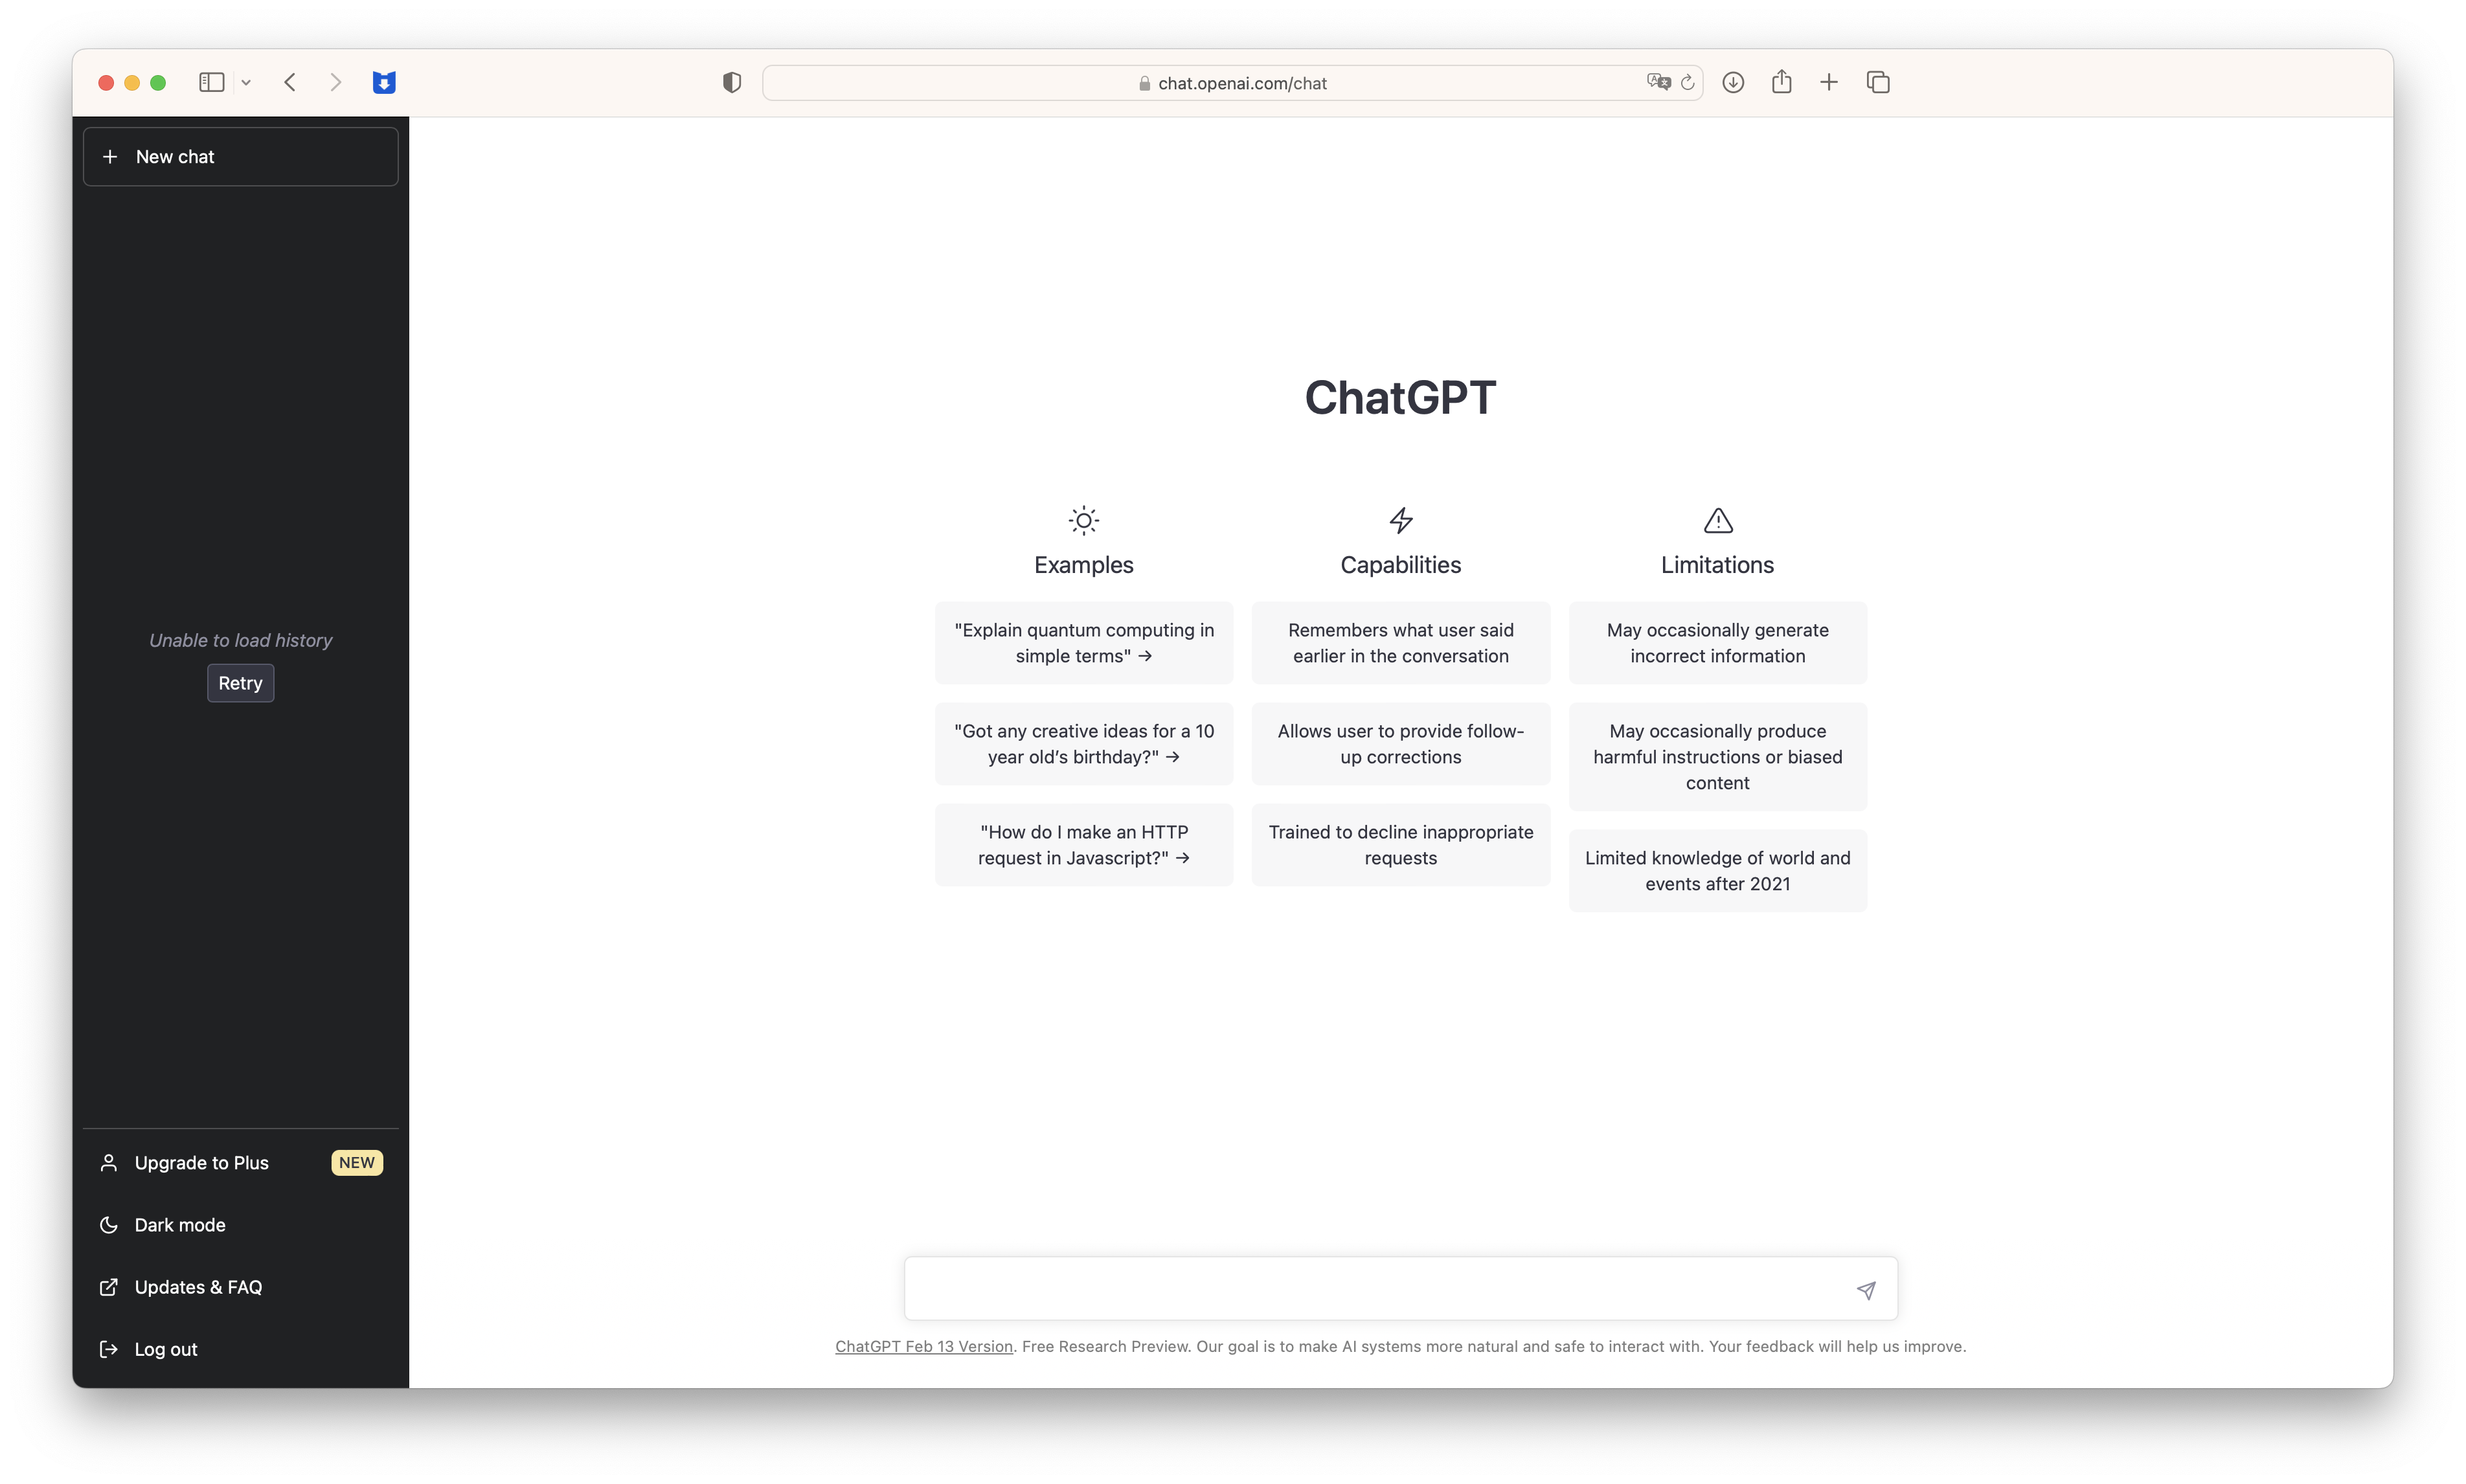 chat.openai.com/chat
New chat
Unable to load history
Retry
Upgrade to Plus
NEW
Dark mode
Updates & FAQ
Log out
ChatGPT
Examples
"Explain quantum computing in
simple terms" →
"Got any creative ideas for a 10
year old’s birthday?" →
"How do I make an HTTP
request in Javascript?" →
Capabilities
Remembers what user said
earlier in the conversation
Allows user to provide follow-
up corrections
Trained to decline inappropriate
requests
Limitations
May occasionally generate
incorrect information
May occasionally produce
harmful instructions or biased
content
Limited knowledge of world and
events after 2021
ChatGPT Feb 13 Version. Free Research Preview. Our goal is to make AI systems more natural and safe to interact with. Your feedback will help us improve.